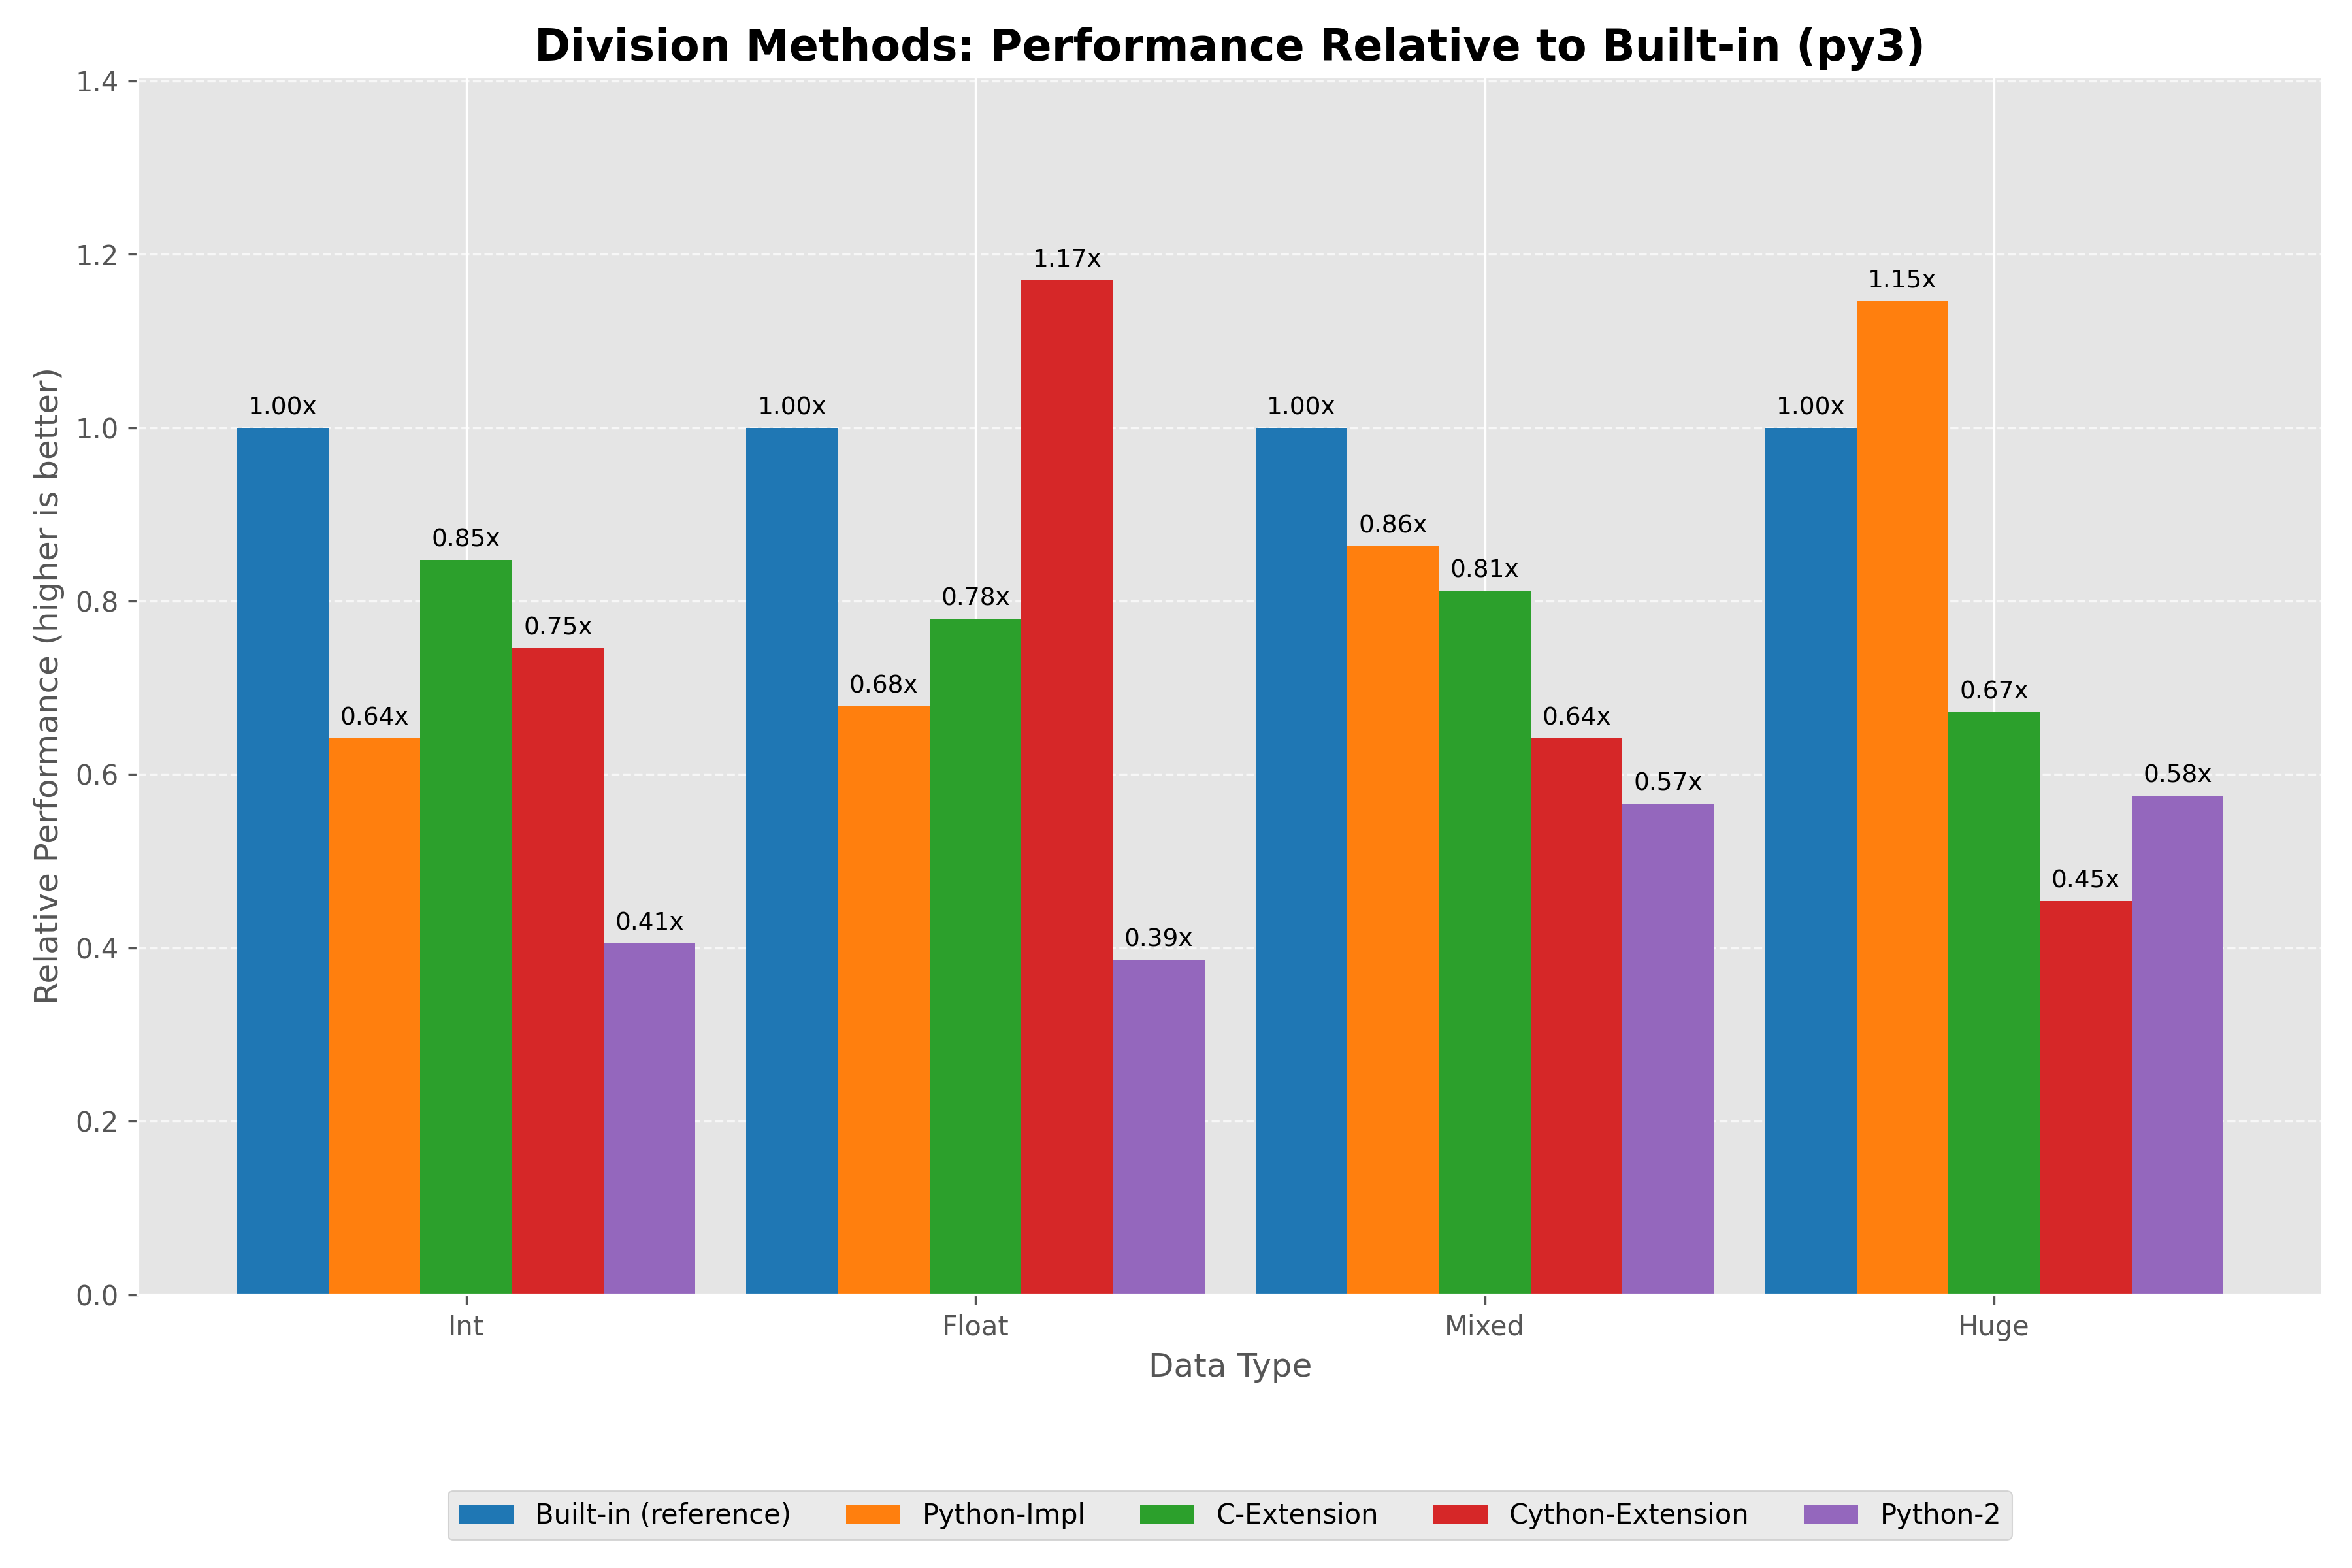 Division Methods: Performance Relative to Built-in (py3)
Relative Performance (higher is better)
1.4
1.2
1.0
0.8
0.6
0.4
0.2
0.0
1.00x
0.64x
0.85x
0.75x
0.41x
1.00x
0.68x
0.78x
1.17x
0.39x
1.00x
0.86x
0.81x
0.64x
0.57x
1.00x
1.15x
0.67x
0.45x
0.58x
Int
Float
Mixed
Huge
Data Type
Built-in (reference)
Python-Impl
C-Extension
Cython-Extension
Python-2